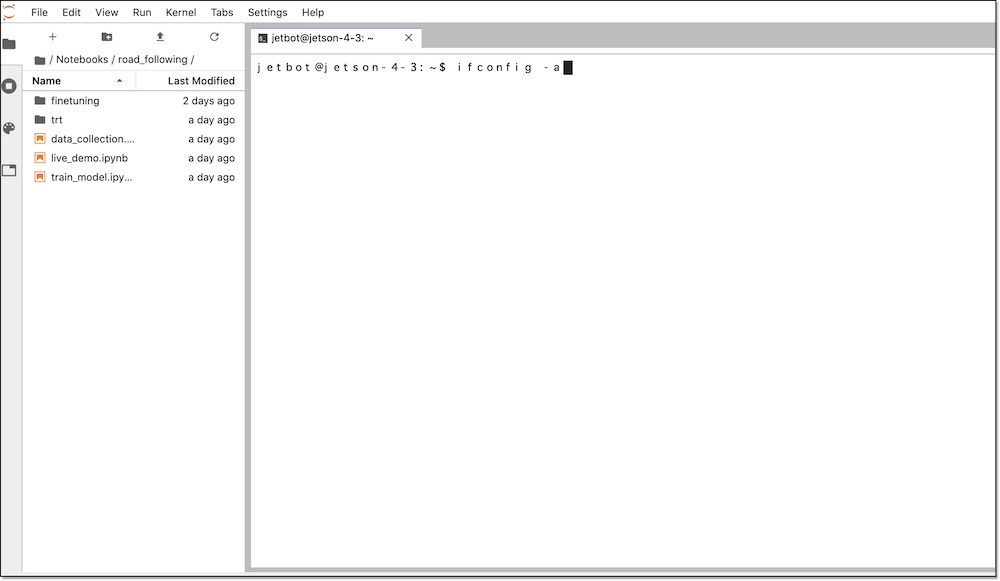 File Edit View Run Kernel Tabs Settings Help
/ Notebooks / road_following /
Name Last Modified
finetuning 2 days ago
trt a day ago
data_collection.... a day ago
live_demo.ipynb a day ago
train_model.ipy... a day ago
jetbot@jetson-4-3: ~
jetbot@jetson-4-3:~$ ifconfig -a